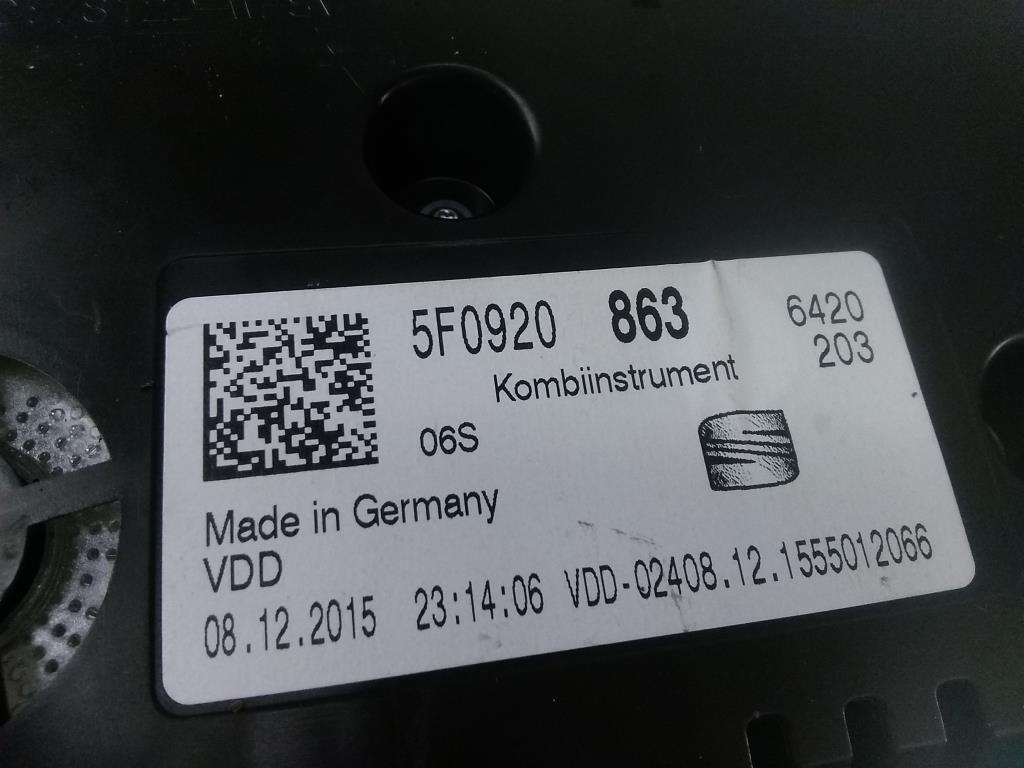 5F0920 863 6420
203
Kombiinstrument
06S
Made in Germany
VDD
08.12.2015 23:14:06 VDD-02408.12.1555012066